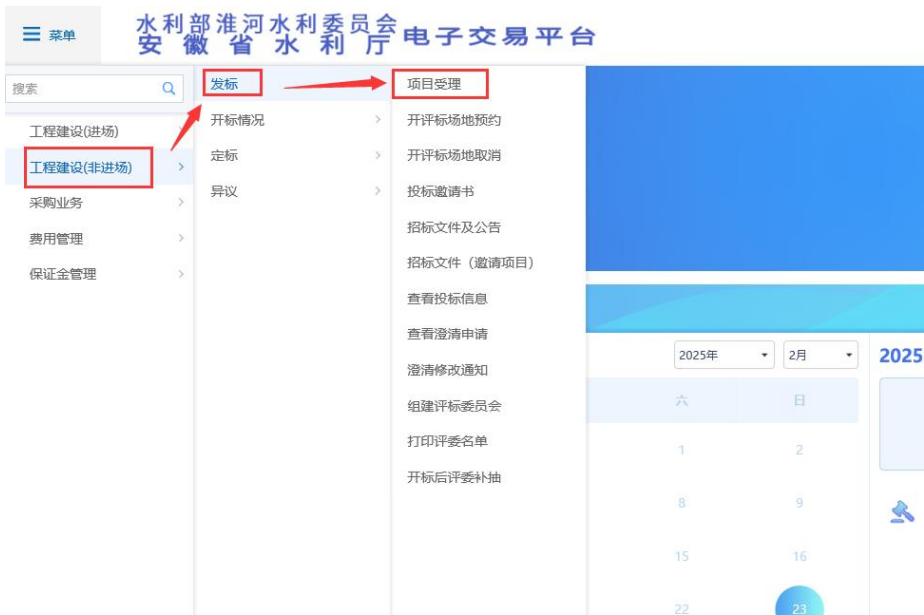 菜单
水利部淮河水利委员会
安徽省水利厅
电子交易平台
搜索
工程建设(进场)
工程建设(非进场)
采购业务
费用管理
保证金管理
发标
开标情况
定标
异议
项目受理
开评标场地预约
开评标场地取消
投标邀请书
招标文件及公告
招标文件（邀请项目）
查看投标信息
查看澄清申请
澄清修改通知
组建评标委员会
打印评委名单
开标后评委补抽
2025年 2月 2025
六 日
1 2
8 9
15 16
22 23